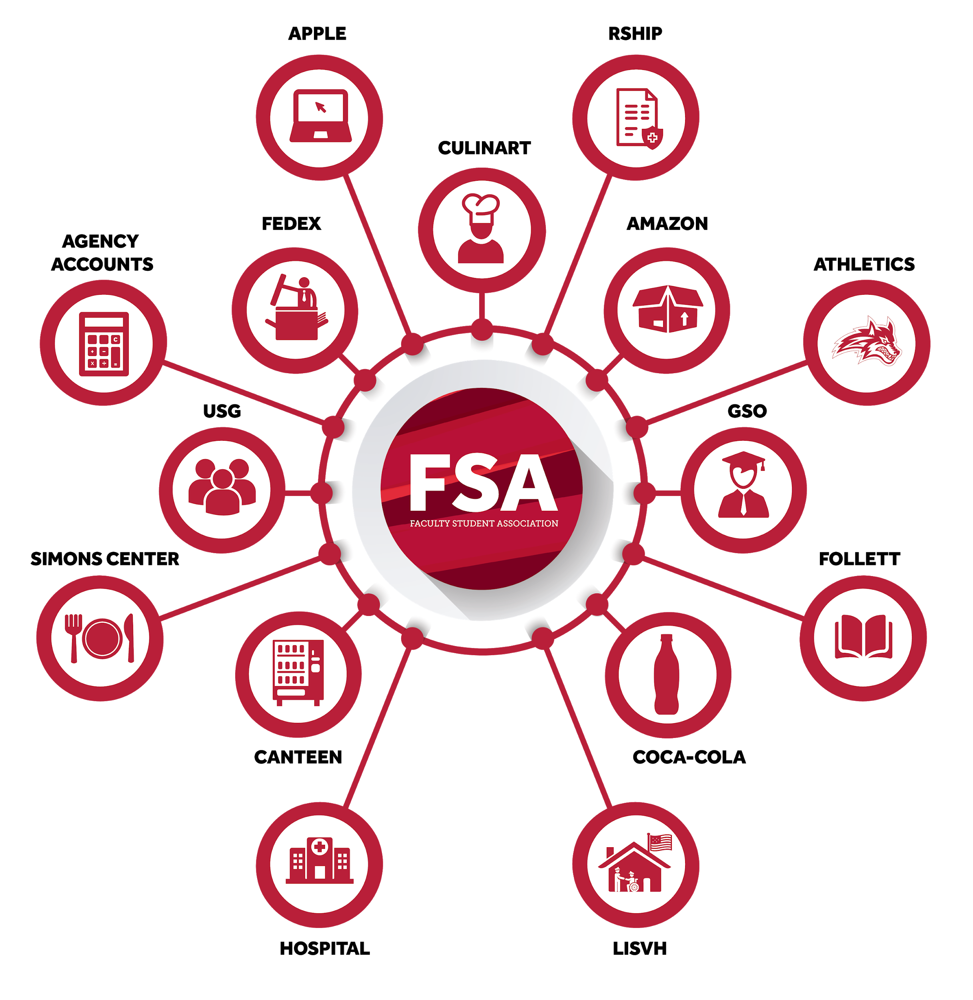 APPLE
RSHIP
CULINART
FEDEX
AMAZON
AGENCY
ACCOUNTS
ATHLETICS
C
+ -
x ÷ =
TM
USG
GSO
FSA
FACULTY STUDENT ASSOCIATION
SIMONS CENTER
FOLLETT
CANTEEN
COCA-COLA
HOSPITAL
LISVH